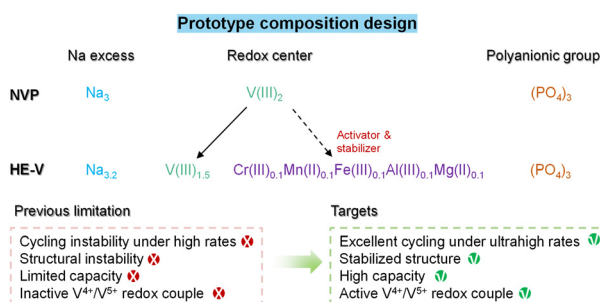 Prototype composition design
Na excess Redox center Polyanionic group
NVP Na₃ V(III)₂ (PO₄)₃
Activator &
stabilizer
HE-V Na₃.₂ V(III)₁.₅ Cr(III)₀.₁Mn(II)₀.₁Fe(III)₀.₁Al(III)₀.₁Mg(II)₀.₁ (PO₄)₃
Previous limitation
Cycling instability under high rates
Structural instability
Limited capacity
Inactive V⁴⁺/V⁵⁺ redox couple
Targets
Excellent cycling under ultrahigh rates
Stabilized structure
High capacity
Active V⁴⁺/V⁵⁺ redox couple